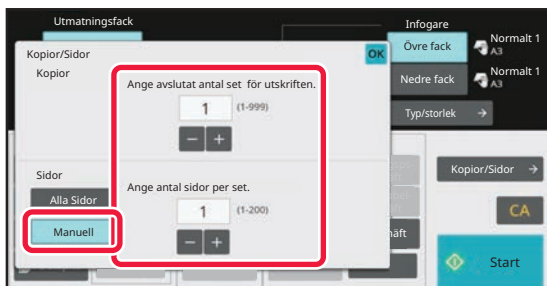 Utmatningsfack
Infogare
Kopior/Sidor
OK
Övre fack
Normalt 1
A3
Kopior
Ange avslutat antal set för utskriften.
Nedre fack
Normalt 1
A3
1
(1-999)
Typ/storlek
Sidor
Ange antal sidor per set.
Kopior/Sidor
Alla Sidor
1
(1-200)
CA
Manuell
Start